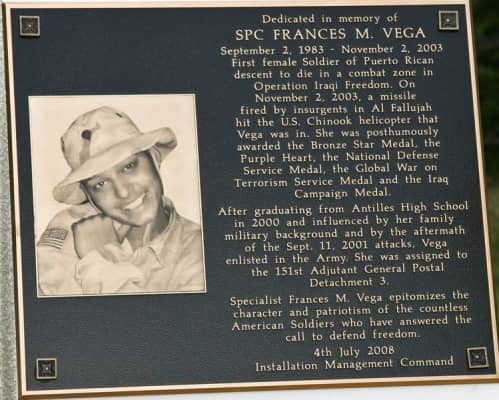 Dedicated in memory of
SPC FRANCES M. VEGA
September 2, 1983 - November 2, 2003
First female Soldier of Puerto Rican
descent to die in a combat zone in
Operation Iraqi Freedom. On
November 2, 2003, a missile
fired by insurgents in Al Fallujah
hit the U.S. Chinook helicopter that
Vega was in. She was posthumously
awarded the Bronze Star Medal, the
Purple Heart, the National Defense
Service Medal, the Global War on
Terrorism Service Medal and the Iraq
Campaign Medal.
After graduating from Antilles High School
in 2000 and influenced by her family
military background and by the aftermath
of the Sept. 11, 2001 attacks, Vega
enlisted in the Army. She was assigned to
the 151st Adjutant General Postal
Detachment 3.
Specialist Frances M. Vega epitomizes the
character and patriotism of the countless
American Soldiers who have answered the
call to defend freedom.
4th July 2008
Installation Management Command